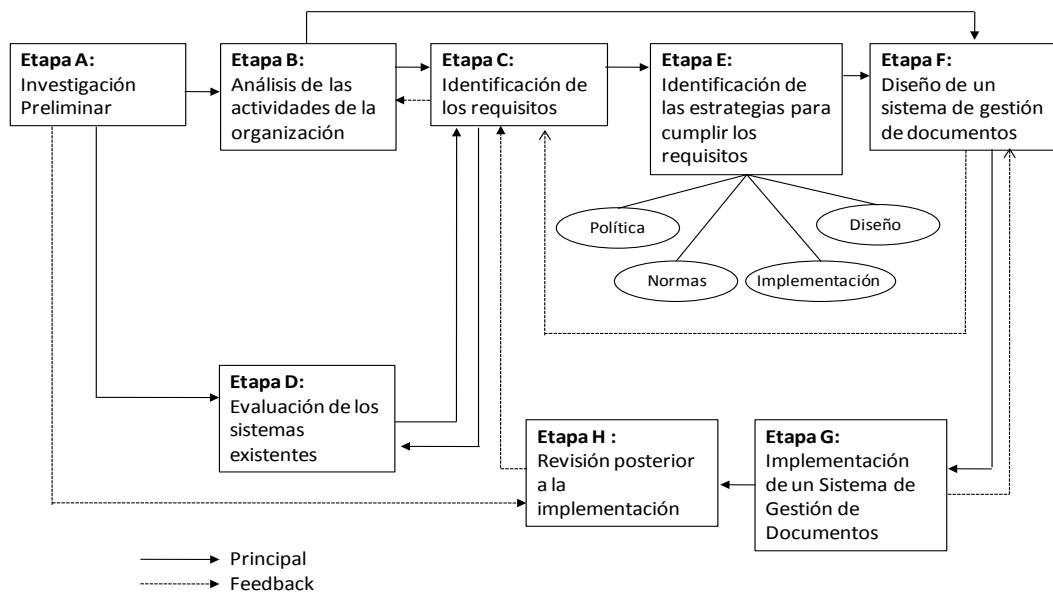 Etapa A:
Investigación
Preliminar
Etapa B:
Análisis de las
actividades de la
organización
Etapa C:
Identificación de
los requisitos
Etapa E:
Identificación de
las estrategias para
cumplir los
requisitos
Etapa F:
Diseño de un
sistema de gestión
de documentos
Política
Diseño
Normas
Implementación
Etapa D:
Evaluación de los
sistemas
existentes
Etapa H :
Revisión posterior
a la
implementación
Etapa G:
Implementación
de un Sistema de
Gestión de
Documentos
Principal
Feedback